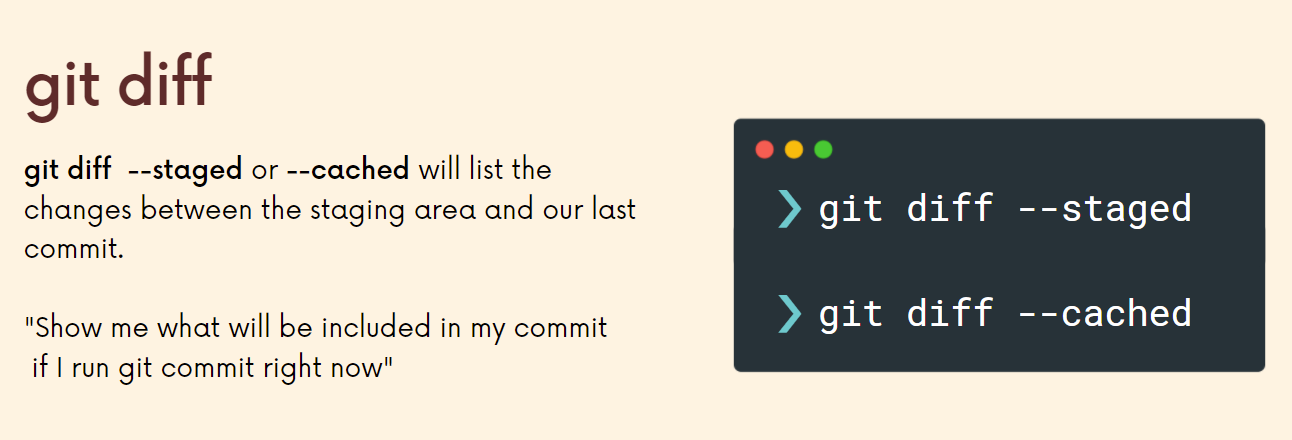 git diff
git diff  --staged or --cached will list the
changes between the staging area and our last
commit.
"Show me what will be included in my commit
if I run git commit right now"
❯ git diff --staged
❯ git diff --cached